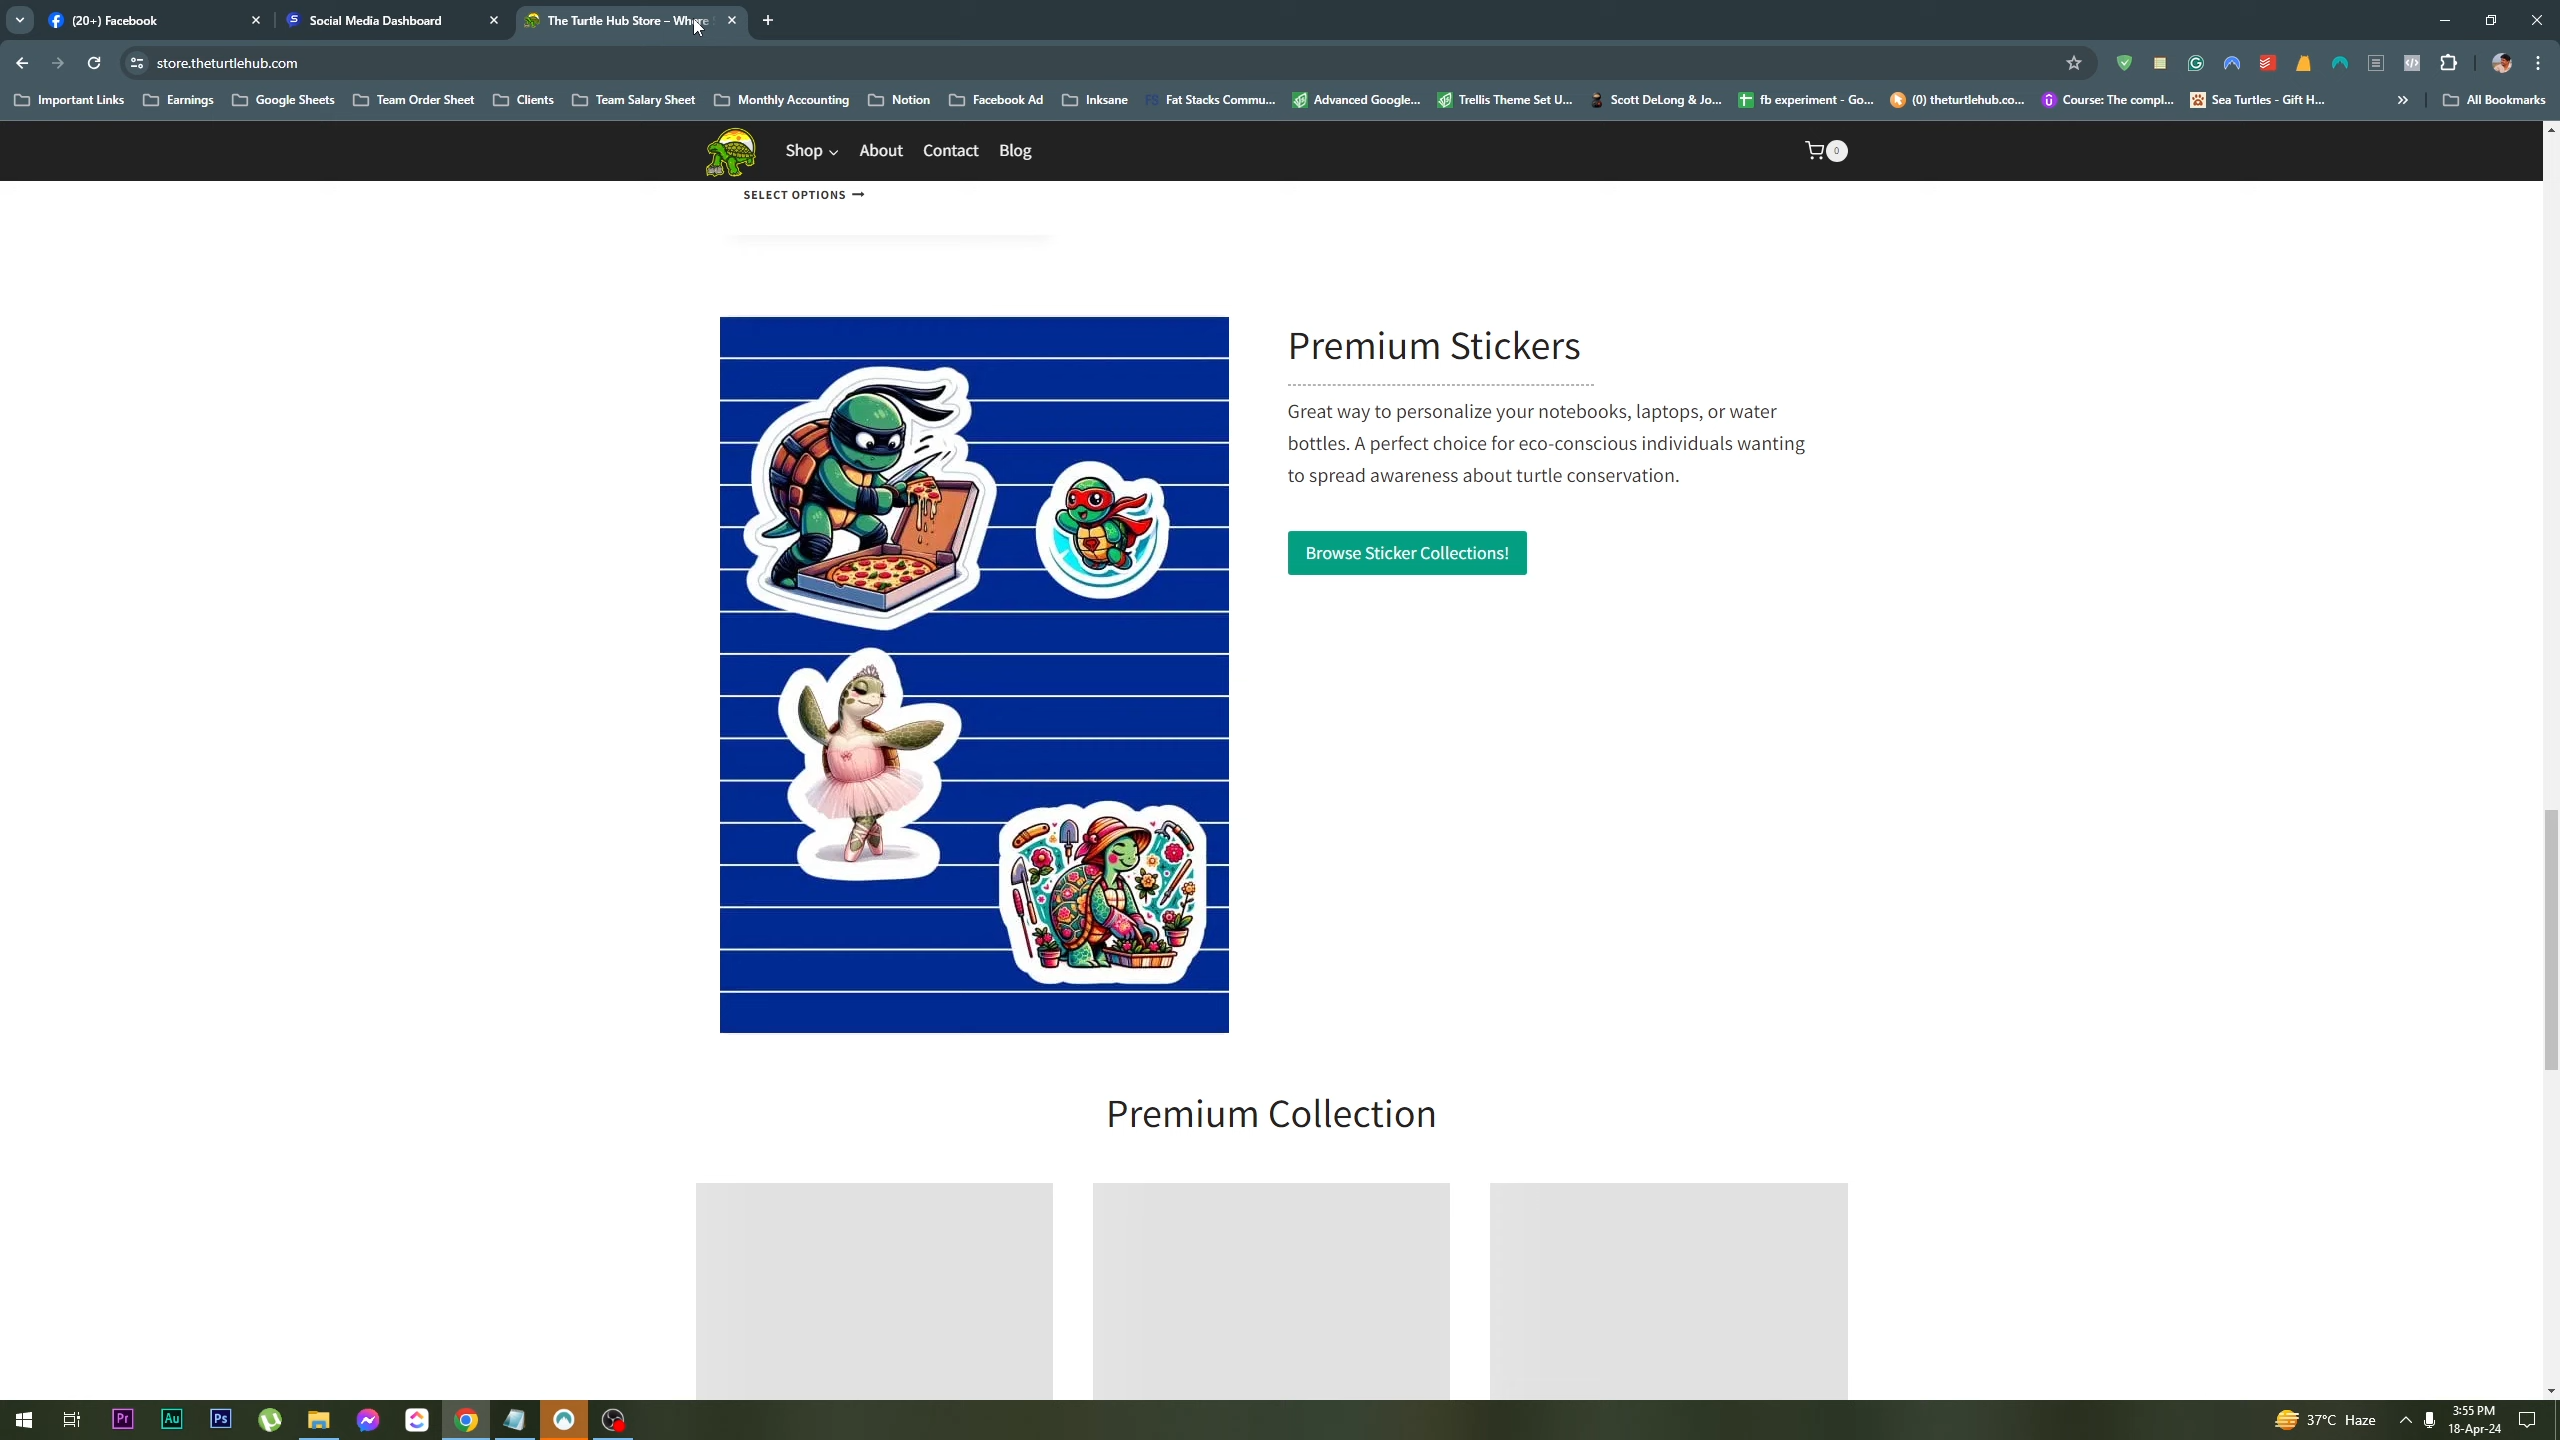 (20+) Facebook
Social Media Dashboard
The Turtle Hub Store – Where
store.theturtlehub.com
Important Links
Earnings
Google Sheets
Team Order Sheet
Clients
Team Salary Sheet
Monthly Accounting
Notion
Facebook Ad
Inksane
FS Fat Stacks Commu...
Advanced Google...
Trellis Theme Set U...
Scott DeLong & Jo...
fb experiment - Go...
(0) theturtlehub.co...
Course: The compl...
Sea Turtles - Gift H...
All Bookmarks
Shop
About
Contact
Blog
0
SELECT OPTIONS
Premium Stickers
Great way to personalize your notebooks, laptops, or water
bottles. A perfect choice for eco-conscious individuals wanting
to spread awareness about turtle conservation.
Browse Sticker Collections!
Premium Collection
Pr
Au
Ps
37°C Haze
3:55 PM
18-Apr-24